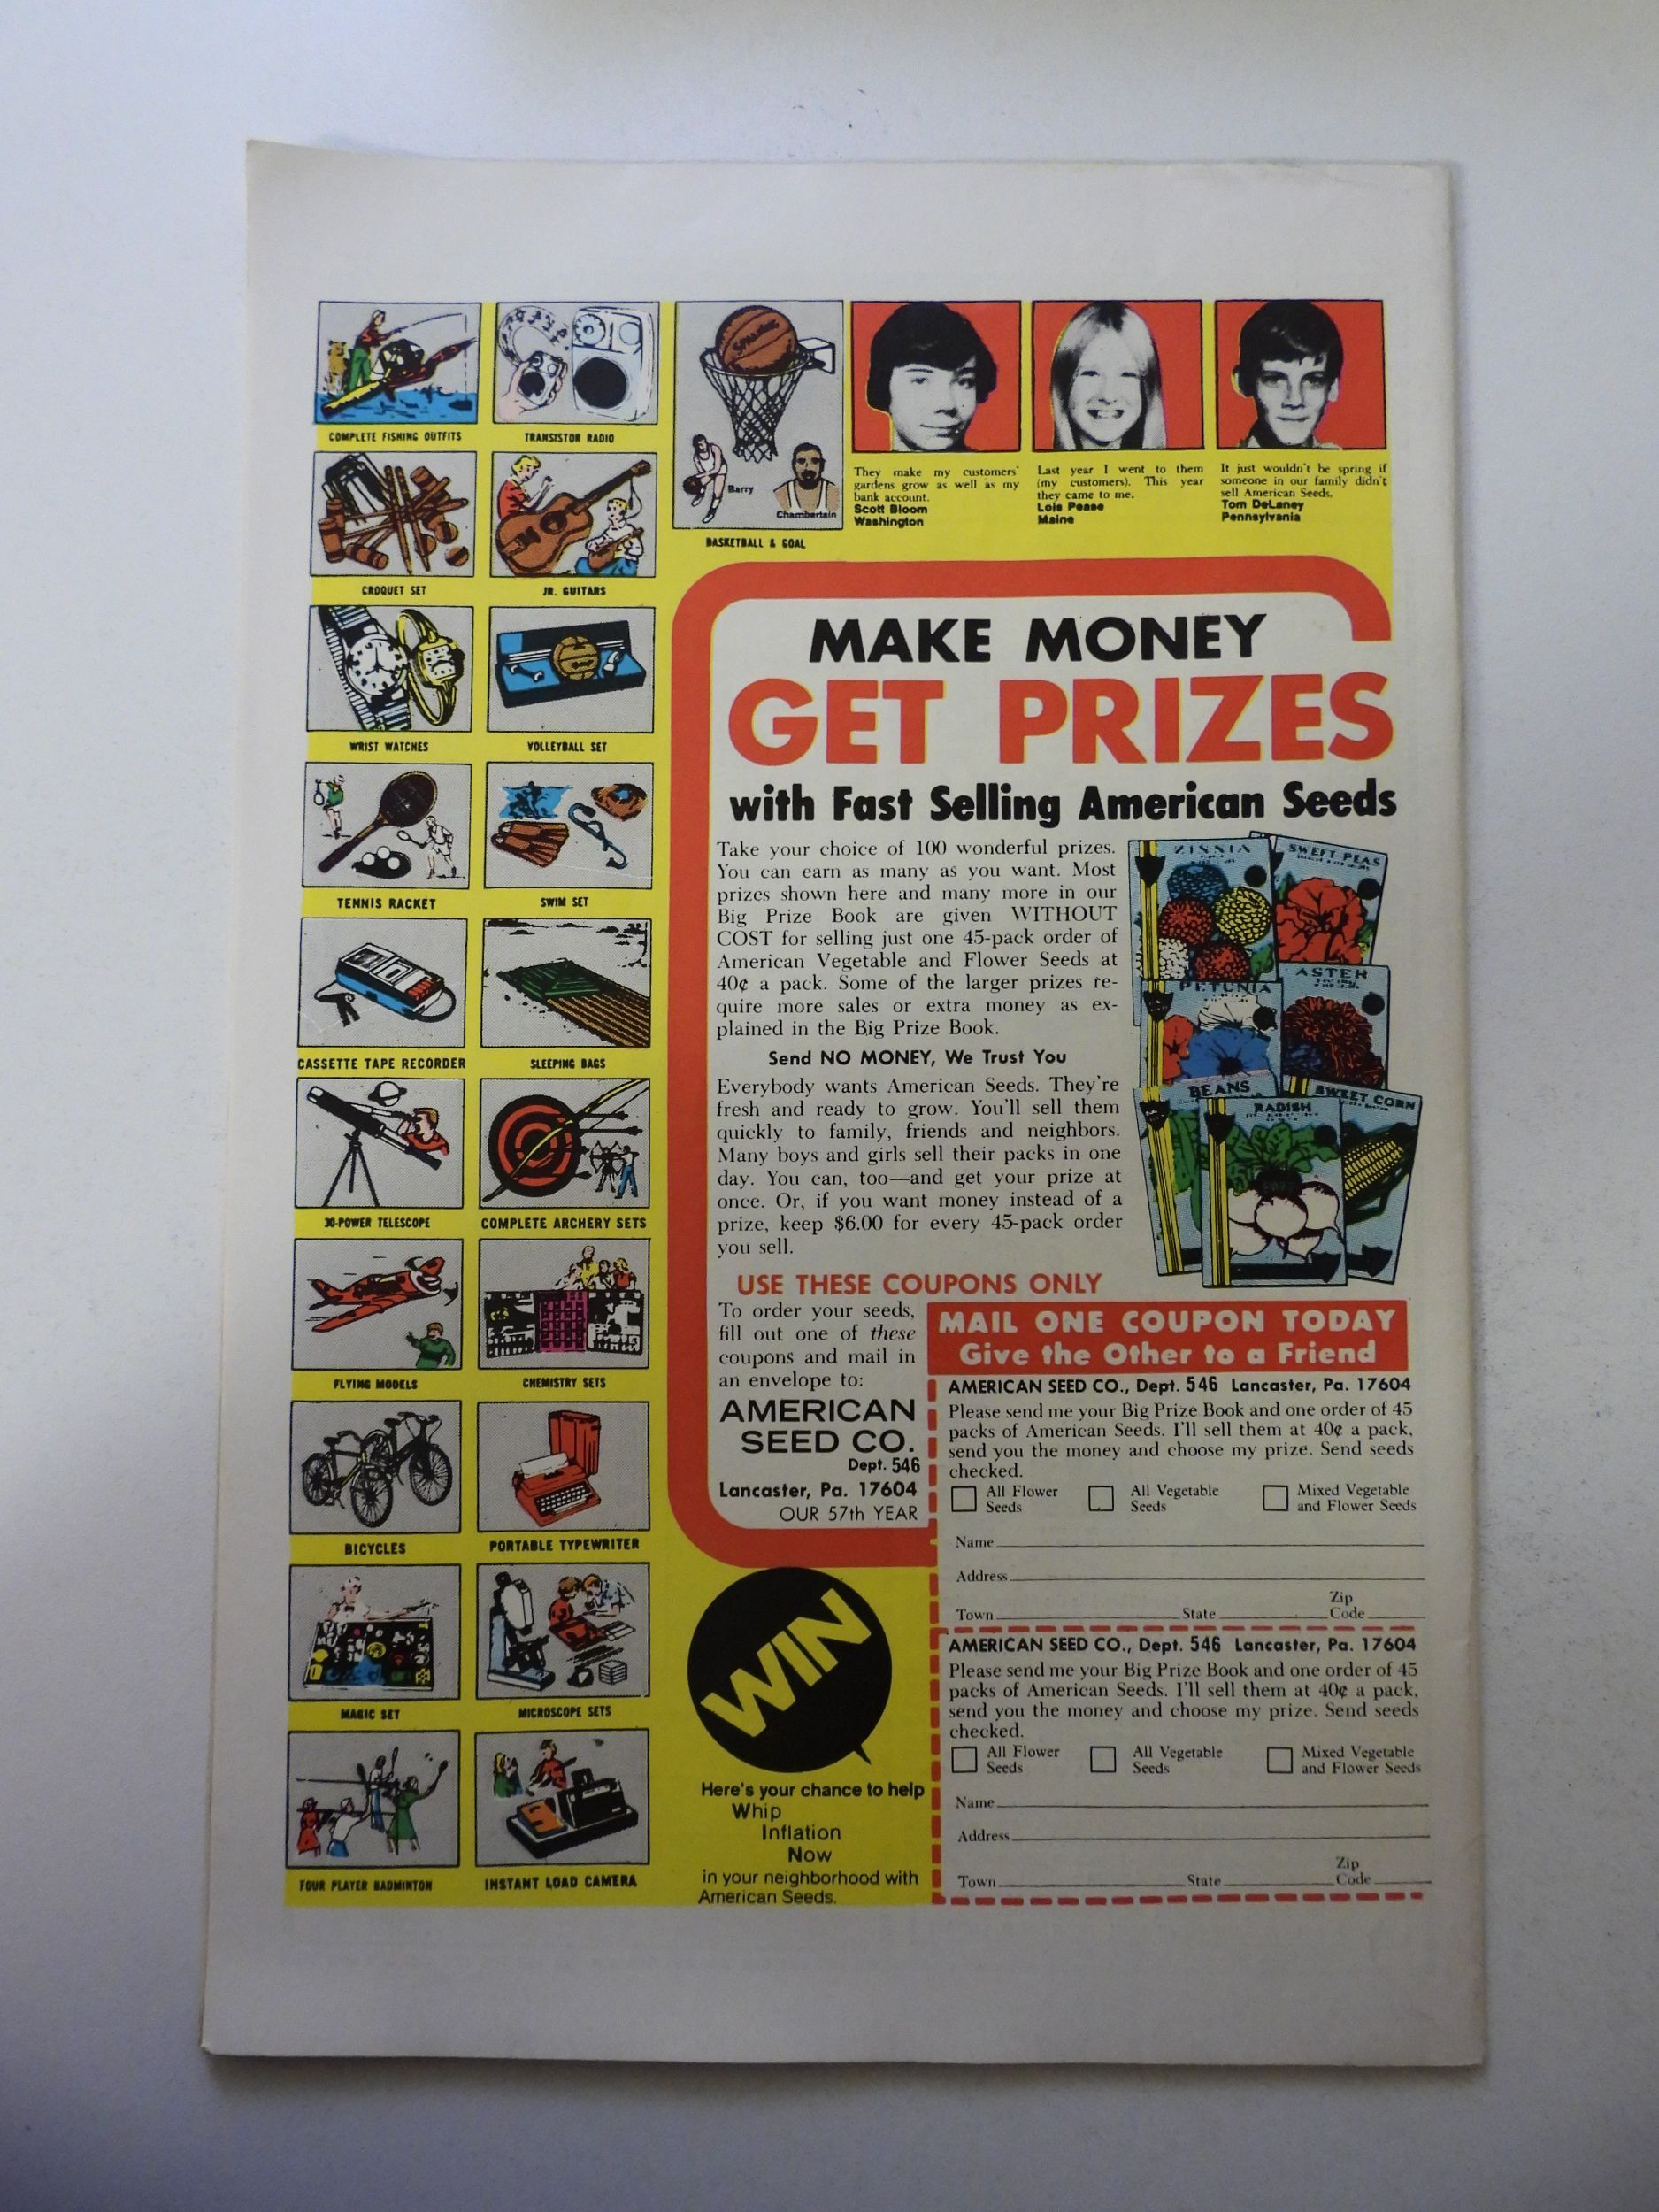 COMPLETE FISHING OUTFITS
TRANSISTOR RADIO
CROQUET SET
JR. GUITARS
WRIST WATCHES
VOLLEYBALL SET
TENNIS RACKET
SWIM SET
CASSETTE TAPE RECORDER
SLEEPING BAGS
30-POWER TELESCOPE
COMPLETE ARCHERY SETS
FLYING MODELS
CHEMISTRY SETS
BICYCLES
PORTABLE TYPEWRITER
MAGIC SET
MICROSCOPE SETS
FOUR PLAYER BADMINTON
INSTANT LOAD CAMERA
SPALDING
Barry
Chamberlain
BASKETBALL & GOAL
They make my customers'
gardens grow as well as my
bank account.
Scott Bloom
Washington
Last year I went to them
(my customers). This year
they came to me.
Lois Pease
Maine
It just wouldn't be spring if
someone in our family didn't
sell American Seeds.
Tom DeLaney
Pennsylvania
MAKE MONEY
GET PRIZES
with Fast Selling American Seeds
Take your choice of 100 wonderful prizes.
You can earn as many as you want. Most
prizes shown here and many more in our
Big Prize Book are given WITHOUT
COST for selling just one 45-pack order of
American Vegetable and Flower Seeds at
40¢ a pack. Some of the larger prizes re-
quire more sales or extra money as ex-
plained in the Big Prize Book.
Send NO MONEY, We Trust You
Everybody wants American Seeds. They're
fresh and ready to grow. You'll sell them
quickly to family, friends and neighbors.
Many boys and girls sell their packs in one
day. You can, too—and get your prize at
once. Or, if you want money instead of a
prize, keep $6.00 for every 45-pack order
you sell.
ZINNIA
SWEET PEAS
ASTER
PETUNIA
BEANS
RADISH
SWEET CORN
USE THESE COUPONS ONLY
To order your seeds,
fill out one of these
coupons and mail in
an envelope to:
AMERICAN
SEED CO.
Dept. 546
Lancaster, Pa. 17604
OUR 57th YEAR
MAIL ONE COUPON TODAY
Give the Other to a Friend
AMERICAN SEED CO., Dept. 546 Lancaster, Pa. 17604
Please send me your Big Prize Book and one order of 45
packs of American Seeds. I'll sell them at 40¢ a pack,
send you the money and choose my prize. Send seeds
checked.
All Flower Seeds
All Vegetable Seeds
Mixed Vegetable and Flower Seeds
Name
Address
Town State Zip Code
AMERICAN SEED CO., Dept. 546 Lancaster, Pa. 17604
Please send me your Big Prize Book and one order of 45
packs of American Seeds. I'll sell them at 40¢ a pack,
send you the money and choose my prize. Send seeds
checked.
All Flower Seeds
All Vegetable Seeds
Mixed Vegetable and Flower Seeds
Name
Address
Town State Zip Code
WIN
Here's your chance to help
Whip
Inflation
Now
in your neighborhood with
American Seeds.